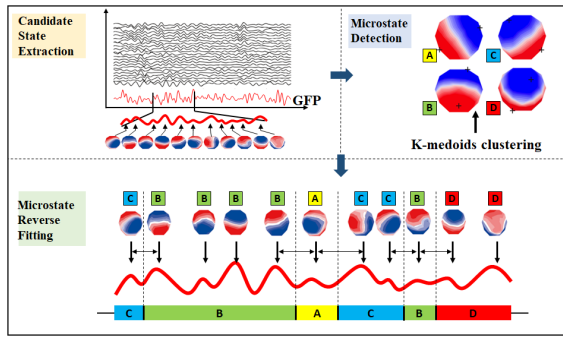 Candidate
State
Extraction
GFP
Microstate
Detection
A
C
B
D
K-medoids clustering
Microstate
Reverse
Fitting
C B B B B A C C B D D
C B A C B D